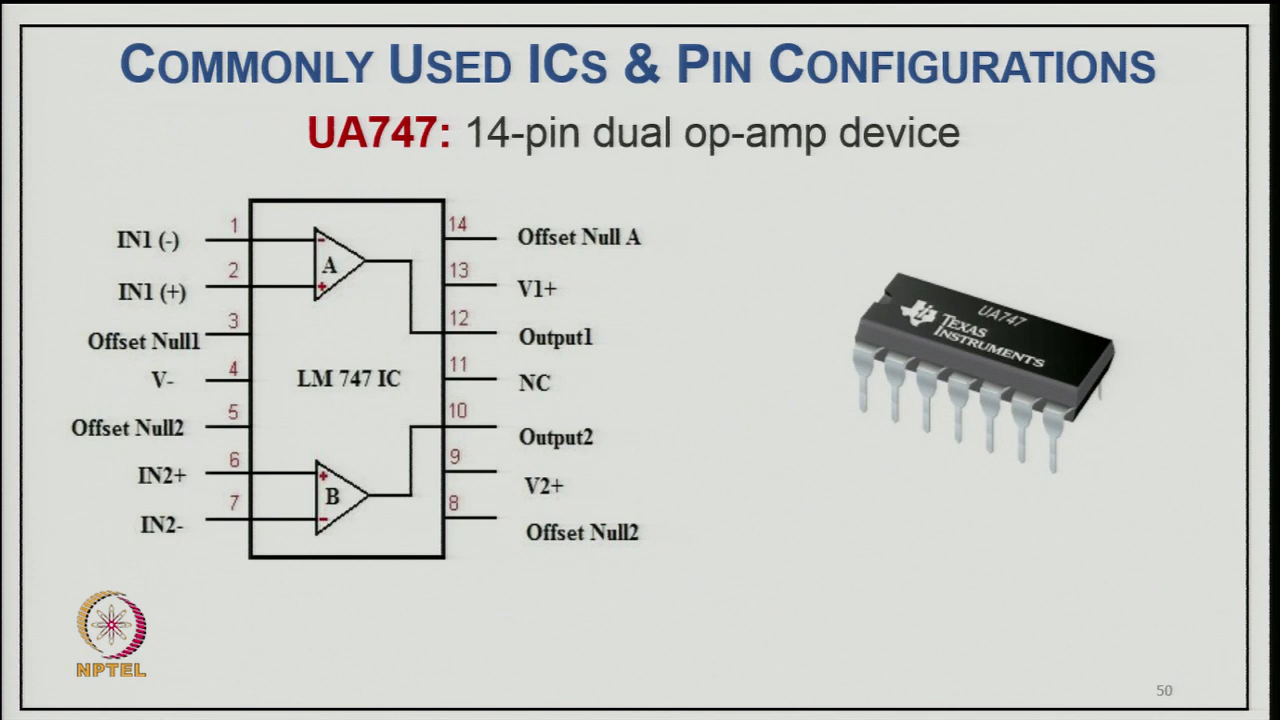 COMMONLY USED ICS & PIN CONFIGURATIONS
UA747: 14-pin dual op-amp device
IN1 (-)
1
IN1 (+)
2
Offset Null1
3
V-
4
Offset Null2
5
IN2+
6
IN2-
7
-
A
+
LM 747 IC
+
B
-
14
Offset Null A
13
V1+
12
Output1
11
NC
10
Output2
9
V2+
8
Offset Null2
UA747
TEXAS
INSTRUMENTS
NPTEL
50